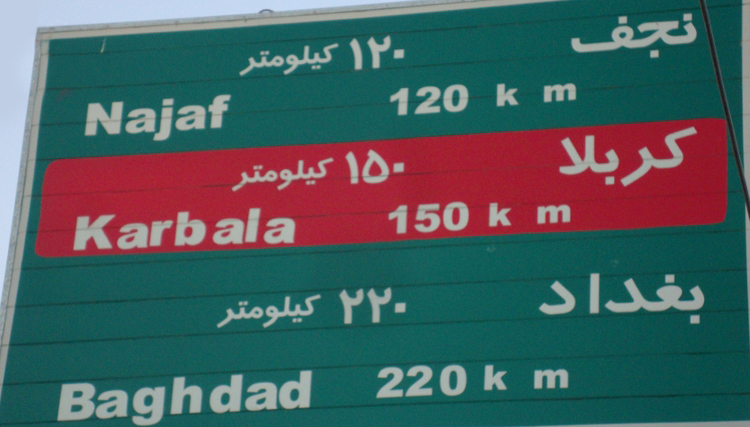 نجف ۱۲۰ کیلومتر
Najaf 120 k m
کربلا ۱۵۰ کیلومتر
Karbala 150 k m
بغداد ۲۲۰ کیلومتر
Baghdad 220 k m